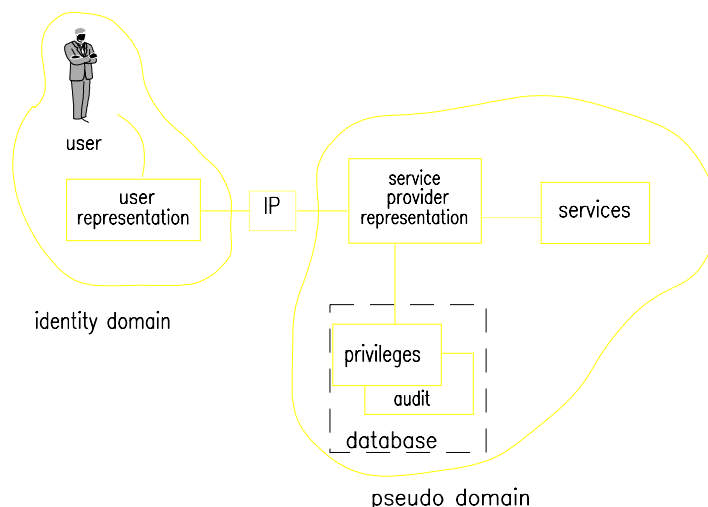 user
user
representation
IP
service
provider
representation
services
identity domain
privileges
audit
database
pseudo domain